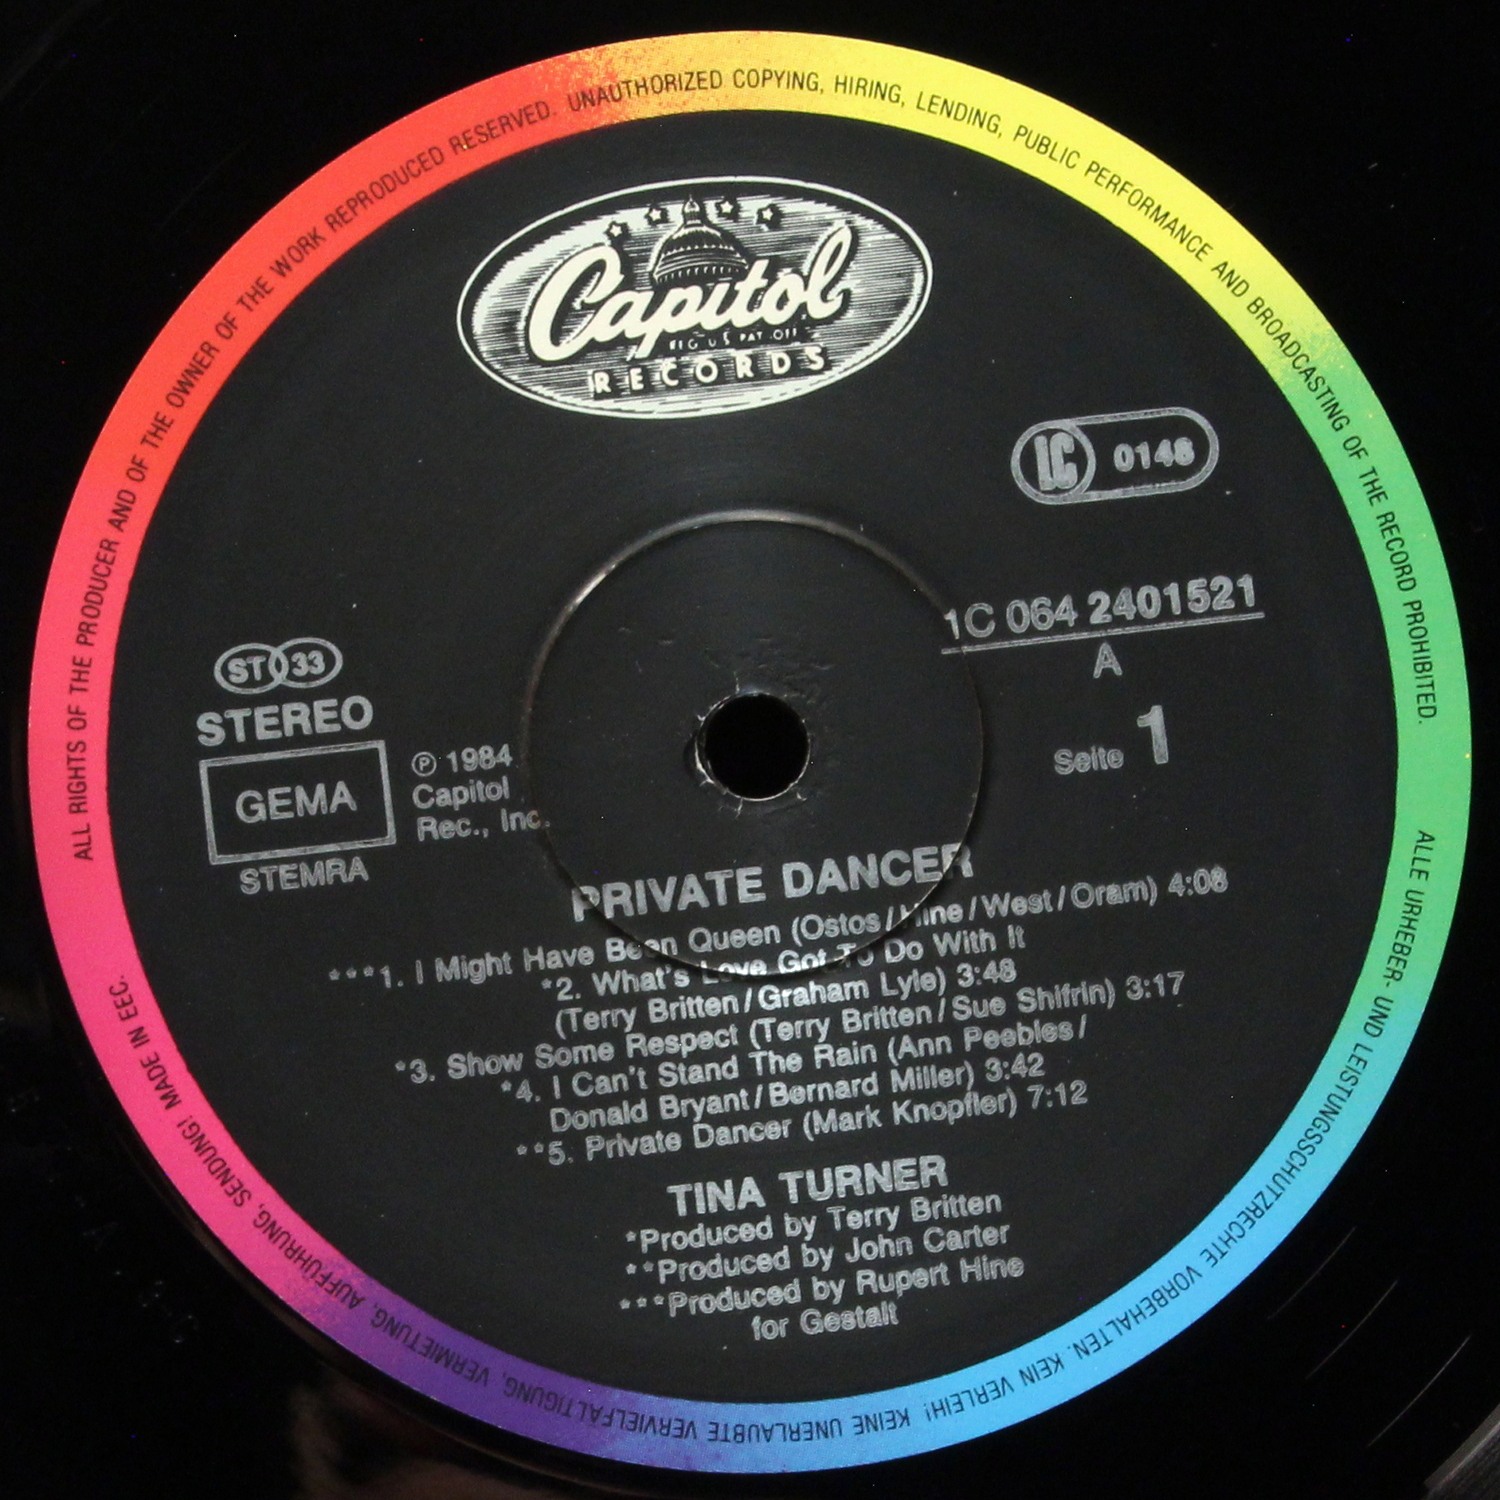 ALL RIGHTS OF THE PRODUCER AND OF THE OWNER OF THE WORK REPRODUCED RESERVED. UNAUTHORIZED COPYING, HIRING, LENDING, PUBLIC PERFORMANCE AND BROADCASTING OF THE RECORD PROHIBITED.
ALLE URHEBER- UND LEISTUNGSSCHUTZRECHTE VORBEHALTEN. KEIN VERLEIH! KEINE UNERLAUBTE VERVIELFÄLTIGUNG, VERMIETUNG, AUFFÜHRUNG, SENDUNG! MADE IN EEC.
Capitol
REG U.S. PAT. OFF.
RECORDS
LC 0148
1C 064 2401521
A
Seite 1
ST 33
STEREO
GEMA
STEMRA
℗ 1984
Capitol
Rec., Inc.
PRIVATE DANCER
***1. I Might Have Been Queen (Ostos/Hine/West/Oram) 4:08
*2. What's Love Got To Do With It
(Terry Britten/Graham Lyle) 3:48
*3. Show Some Respect (Terry Britten/Sue Shifrin) 3:17
*4. I Can't Stand The Rain (Ann Peebles/
Donald Bryant/Bernard Miller) 3:42
**5. Private Dancer (Mark Knopfler) 7:12
TINA TURNER
*Produced by Terry Britten
**Produced by John Carter
***Produced by Rupert Hine
for Gestalt